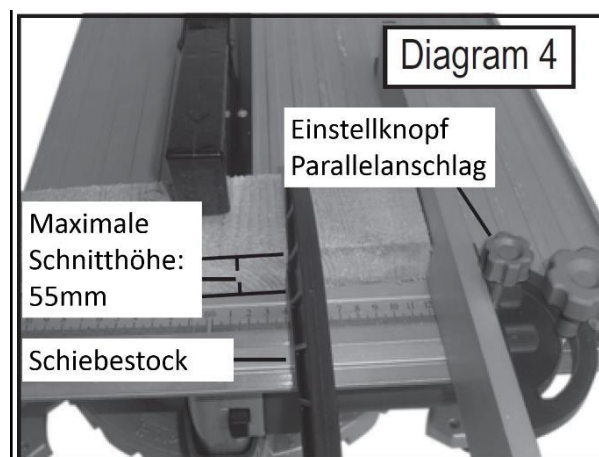 Diagram 4
Einstellknopf
Parallelanschlag
Maximale
Schnitthöhe:
55mm
Schiebestock